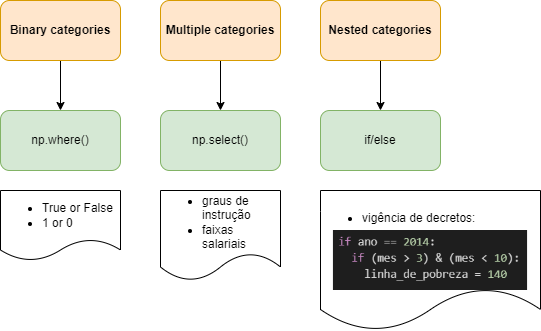 Binary categories
Multiple categories
Nested categories
np.where()
np.select()
if/else
True or False
1 or 0
graus de
instrução
faixas
salariais
vigência de decretos:
if ano == 2014:
if (mes > 3) & (mes < 10):
linha_de_pobreza = 140